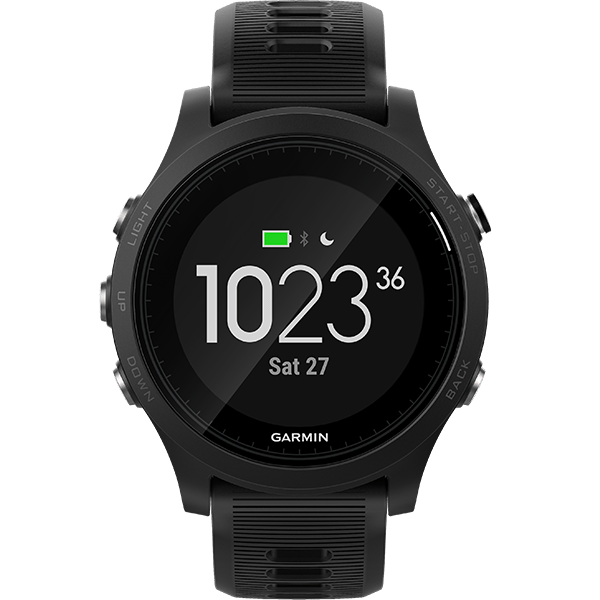 LIGHT
START·STOP
UP
1023 36
Sat 27
DOWN
BACK
GARMIN